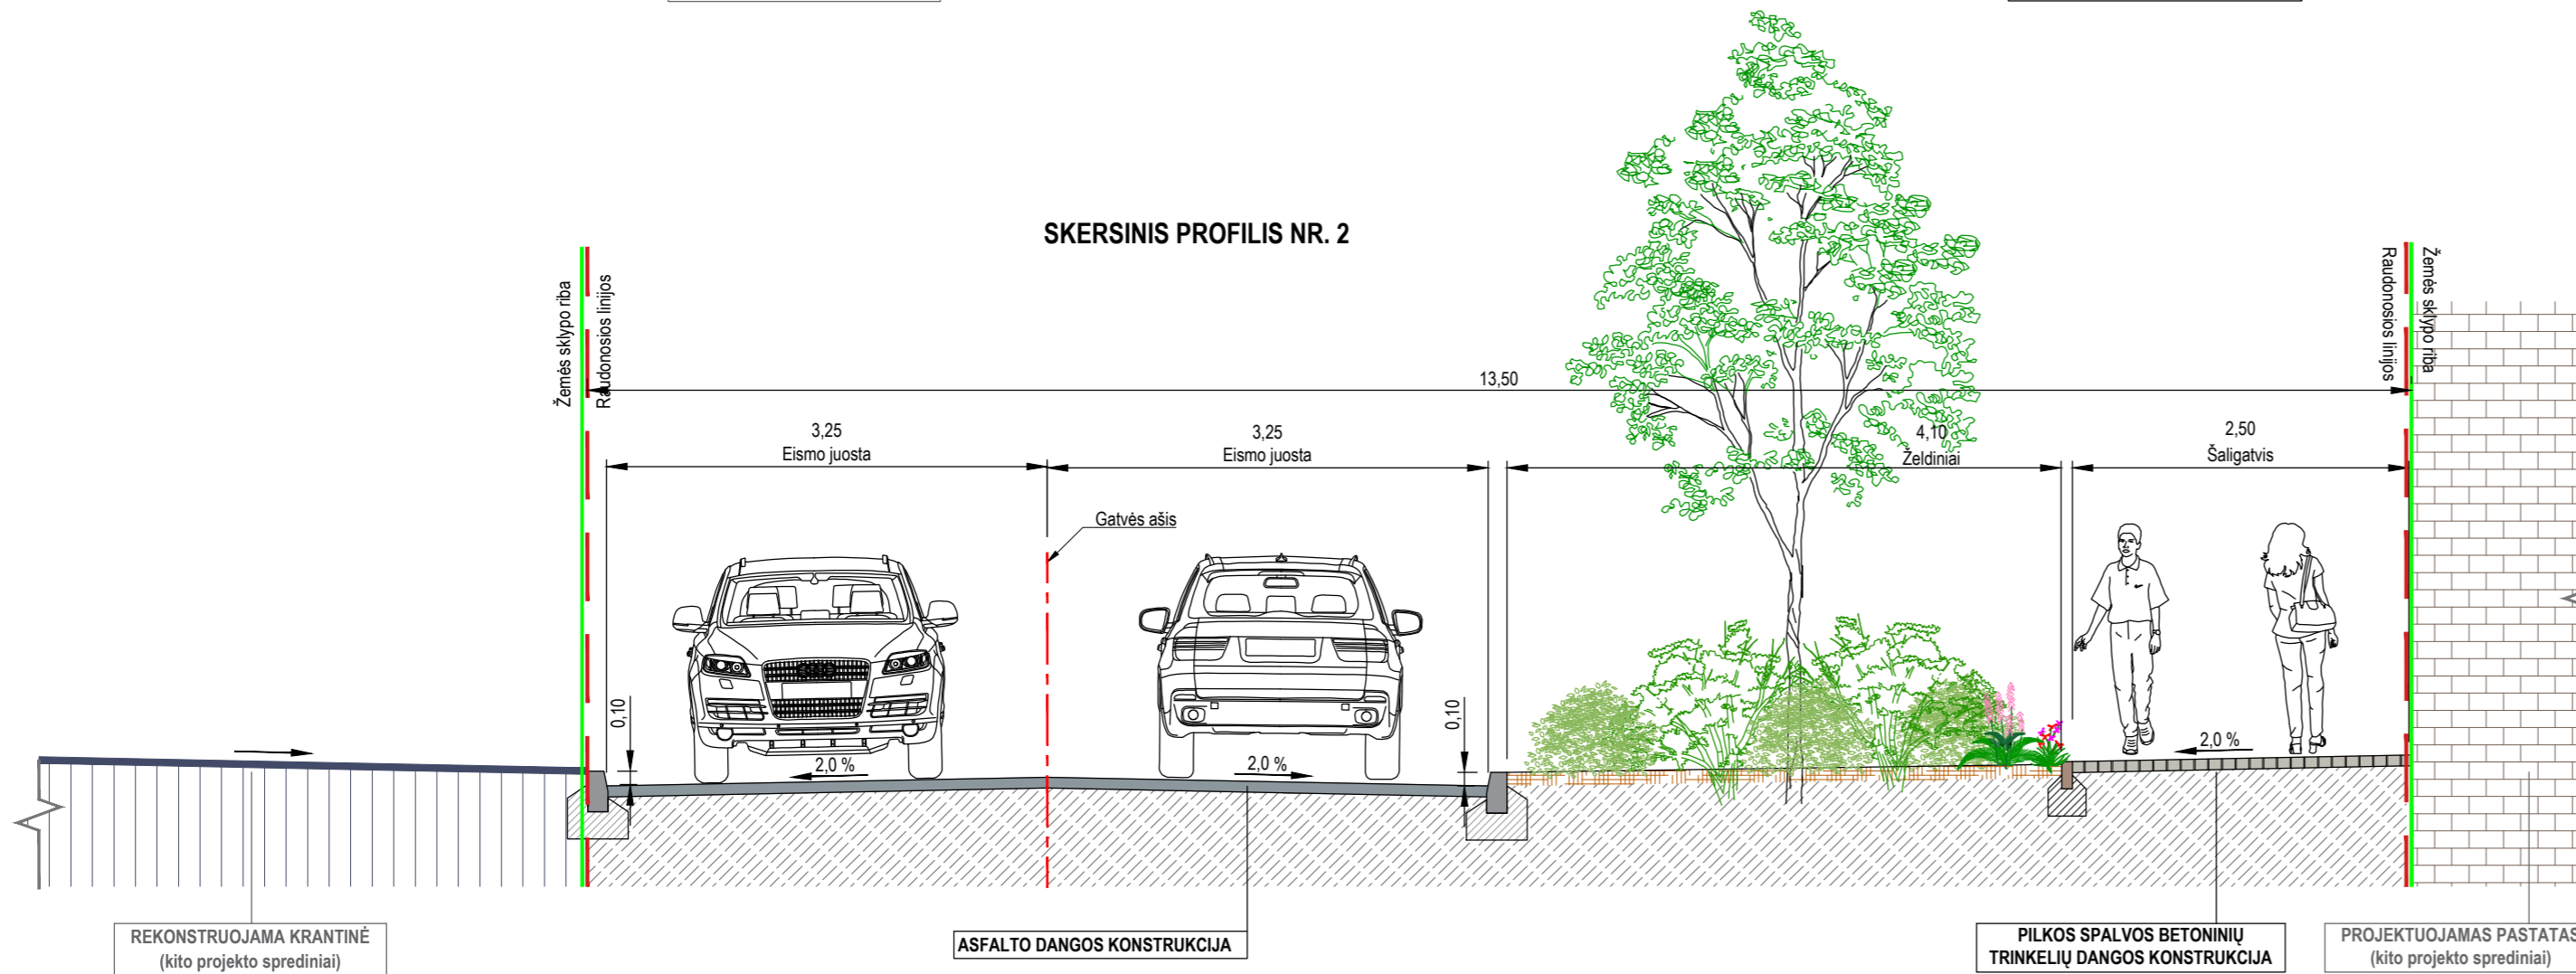 SKERSINIS PROFILIS NR. 2
Žemės sklypo riba
Raudonosios linijos
Raudonosios linijos
Žemės sklypo riba
13,50
3,25
Eismo juosta
3,25
Eismo juosta
4,10
Želdiniai
2,50
Šaligatvis
Gatvės ašis
0,10
0,10
2,0 %
2,0 %
2,0 %
REKONSTRUOJAMA KRANTINĖ
(kito projekto sprediniai)
ASFALTO DANGOS KONSTRUKCIJA
PILKOS SPALVOS BETONINIŲ
TRINKELIŲ DANGOS KONSTRUKCIJA
PROJEKTUOJAMAS PASTATAS
(kito projekto sprediniai)